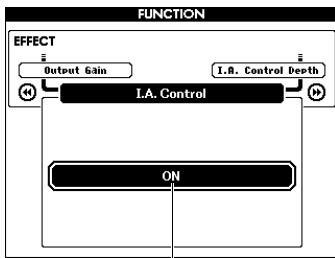 FUNCTION
EFFECT
Output Gain
I.A. Control Depth
I.A. Control
ON